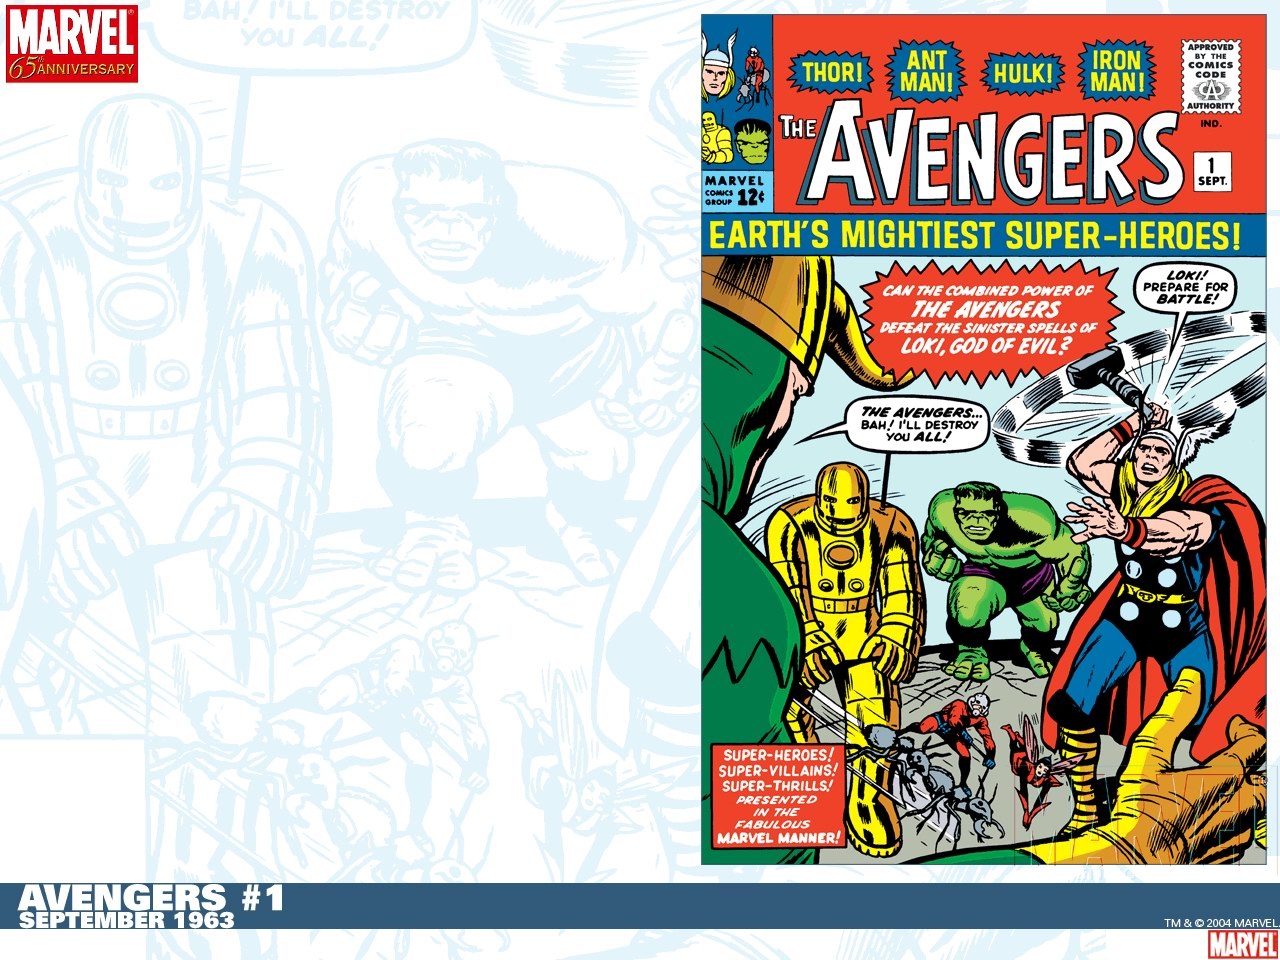 MARVEL
65th ANNIVERSARY
BAH! I'LL DESTROY
YOU ALL!
THOR!
ANT
MAN!
HULK!
IRON
MAN!
APPROVED
BY THE
COMICS
CODE
CA
AUTHORITY
THE AVENGERS
IND.
1
SEPT.
MARVEL
COMICS
GROUP 12¢
EARTH'S MIGHTIEST SUPER-HEROES!
CAN THE COMBINED POWER OF
THE AVENGERS
DEFEAT THE SINISTER SPELLS OF
LOKI, GOD OF EVIL?
LOKI!
PREPARE FOR
BATTLE!
THE AVENGERS...
BAH! I'LL DESTROY
YOU ALL!
SUPER-HEROES!
SUPER-VILLAINS!
SUPER-THRILLS!
PRESENTED
IN THE
FABULOUS
MARVEL MANNER!
MARVEL
AVENGERS #1
SEPTEMBER 1963
TM & © 2004 MARVEL.
MARVEL